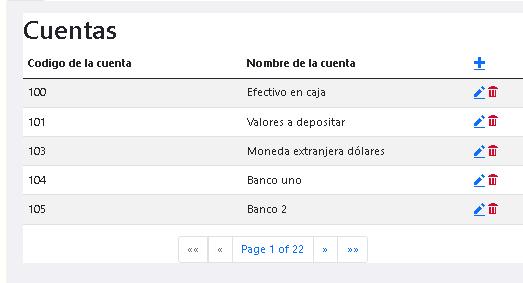 Cuentas
Codigo de la cuenta Nombre de la cuenta
100 Efectivo en caja
101 Valores a depositar
103 Moneda extranjera dólares
104 Banco uno
105 Banco 2
«« « Page 1 of 22 » »»